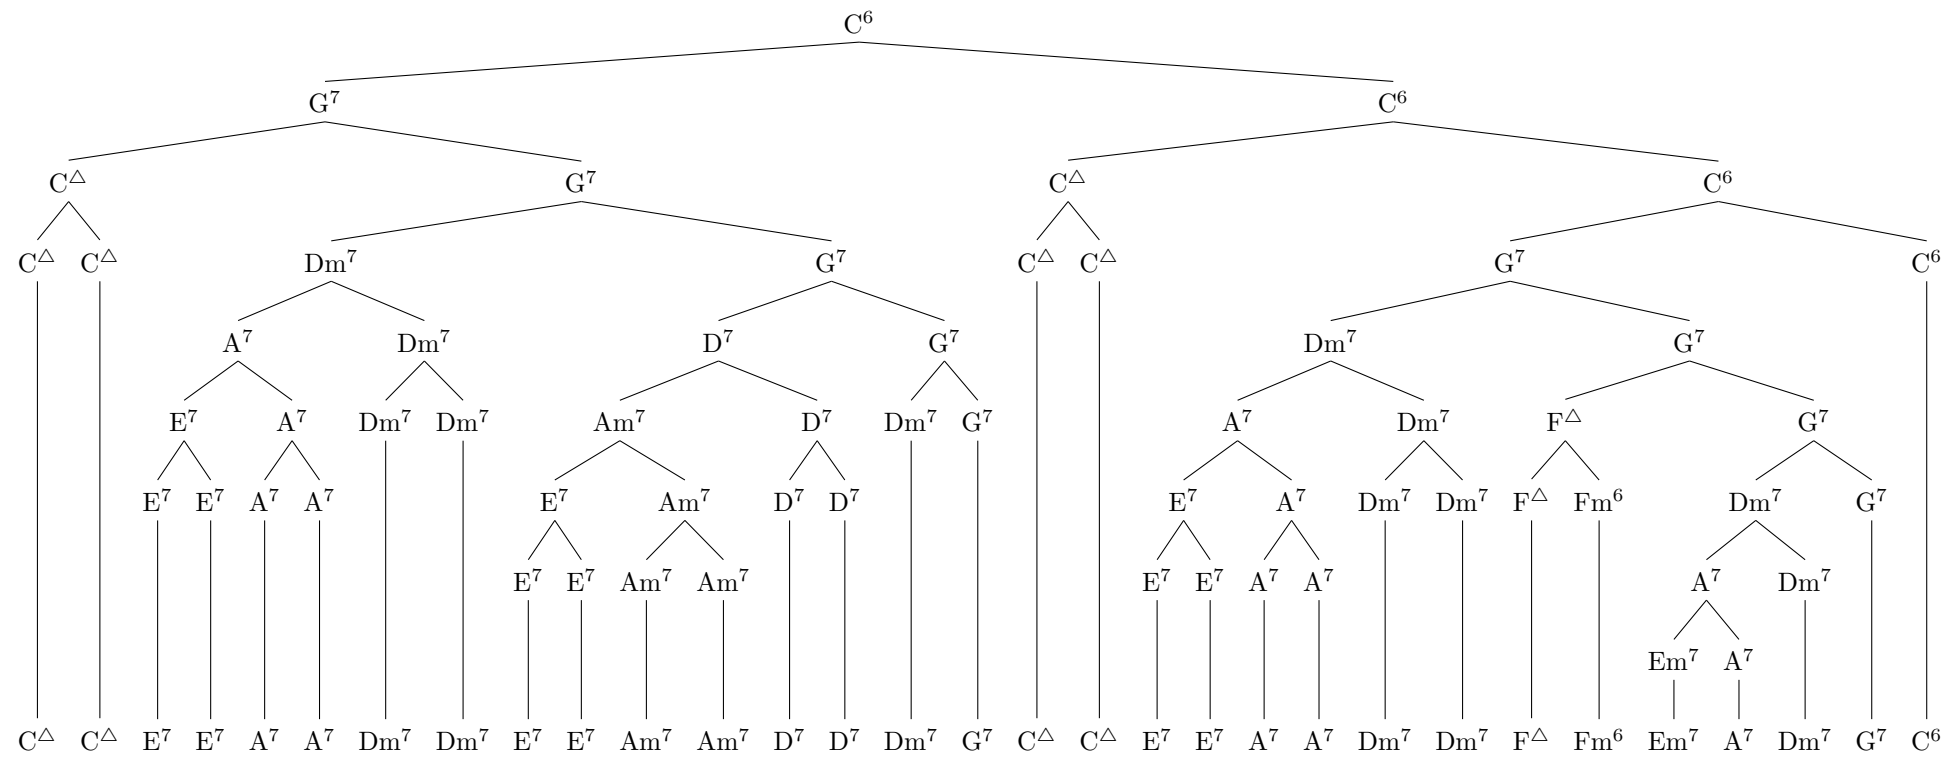 C⁶
G⁷ C⁶
C△ G⁷ C△ C⁶
C△ C△ Dm⁷ G⁷ C△ C△ G⁷ C⁶
A⁷ Dm⁷ D⁷ G⁷ Dm⁷ G⁷
E⁷ A⁷ Dm⁷ Dm⁷ Am⁷ D⁷ Dm⁷ G⁷ A⁷ Dm⁷ F△ G⁷
E⁷ E⁷ A⁷ A⁷ E⁷ Am⁷ D⁷ D⁷ E⁷ A⁷ Dm⁷ Dm⁷ F△ Fm⁶ Dm⁷ G⁷
E⁷ E⁷ Am⁷ Am⁷ E⁷ E⁷ A⁷ A⁷ A⁷ Dm⁷
Em⁷ A⁷
C△ C△ E⁷ E⁷ A⁷ A⁷ Dm⁷ Dm⁷ E⁷ E⁷ Am⁷ Am⁷ D⁷ D⁷ Dm⁷ G⁷ C△ C△ E⁷ E⁷ A⁷ A⁷ Dm⁷ Dm⁷ F△ Fm⁶ Em⁷ A⁷ Dm⁷ G⁷ C⁶